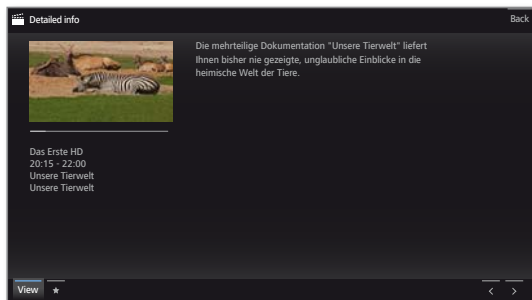 Detailed info
Back
Die mehrteilige Dokumentation "Unsere Tierwelt" liefert
Ihnen bisher nie gezeigte, unglaubliche Einblicke in die
heimische Welt der Tiere.
Das Erste HD
20:15 - 22:00
Unsere Tierwelt
Unsere Tierwelt
View